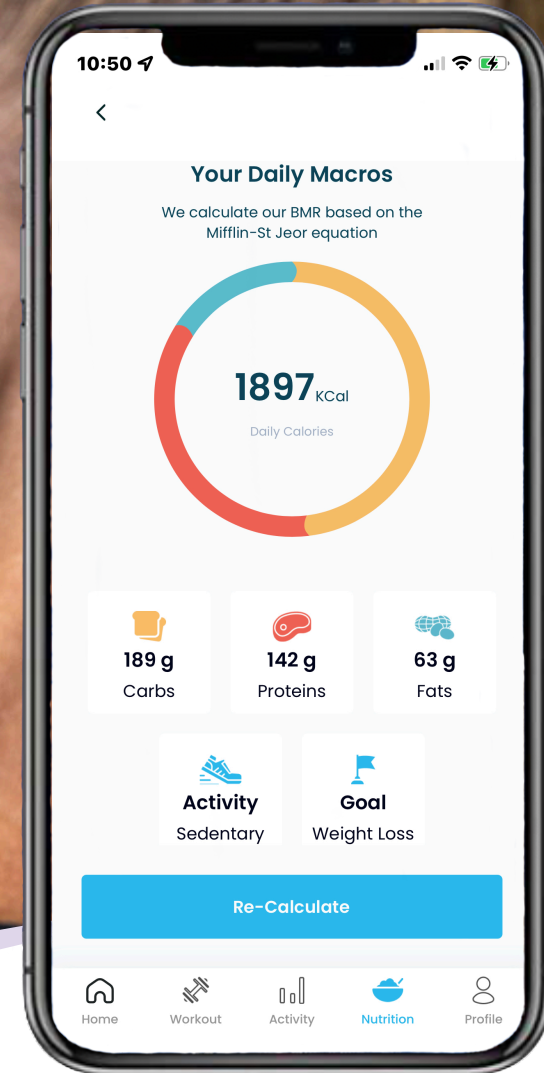 10:50
Your Daily Macros
We calculate our BMR based on the
Mifflin-St Jeor equation
1897 KCal
Daily Calories
189 g
Carbs
142 g
Proteins
63 g
Fats
Activity
Sedentary
Goal
Weight Loss
Re-Calculate
Home
Workout
Activity
Nutrition
Profile